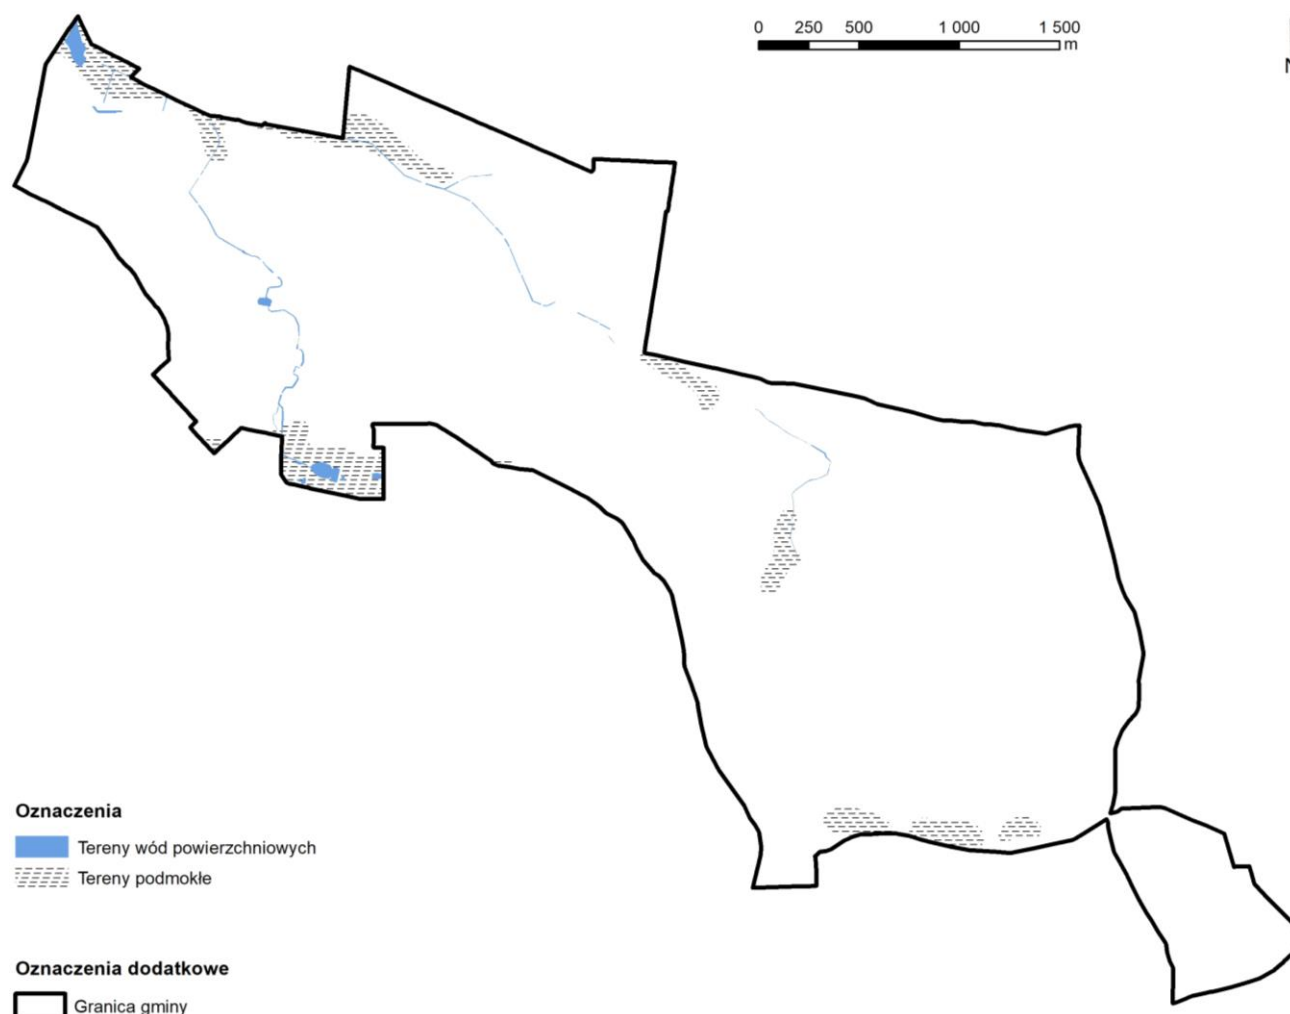 0 250 500 1 000 1 500
m
N
Oznaczenia
Tereny wód powierzchniowych
Tereny podmokłe
Oznaczenia dodatkowe
Granica gminy